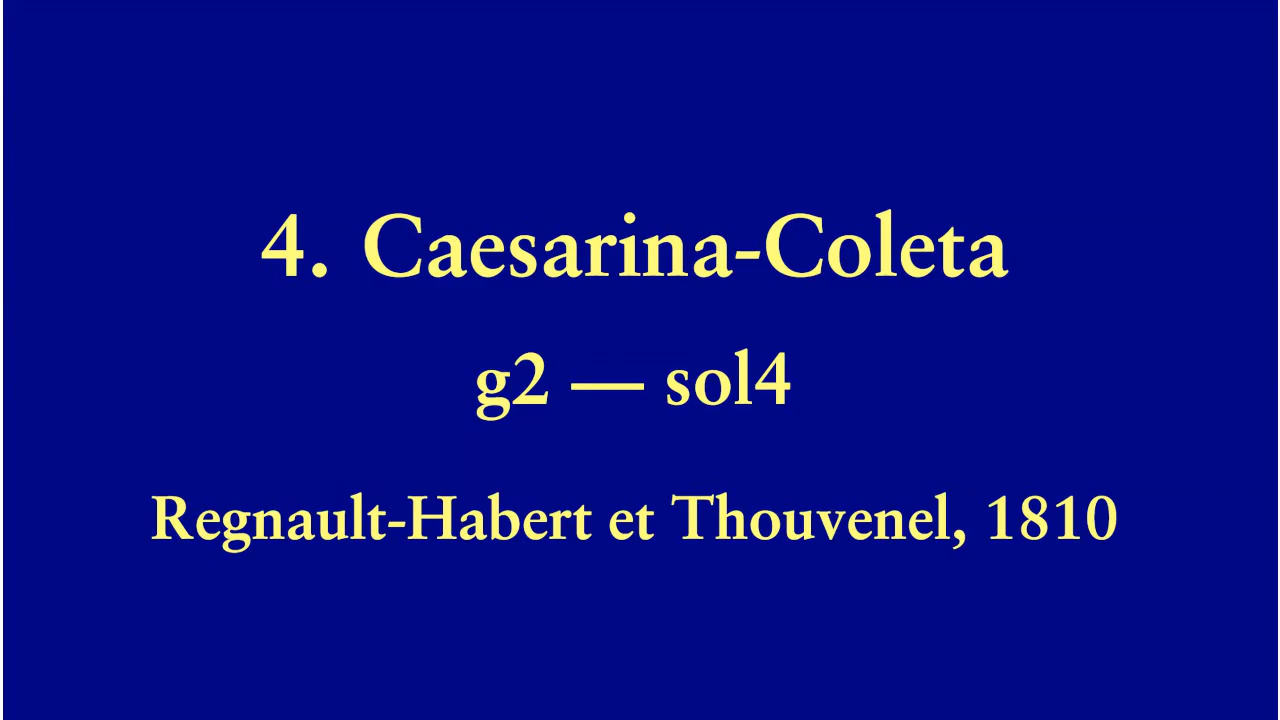 4. Caesarina-Coleta
g2 — sol4
Regnault-Habert et Thouvenel, 1810